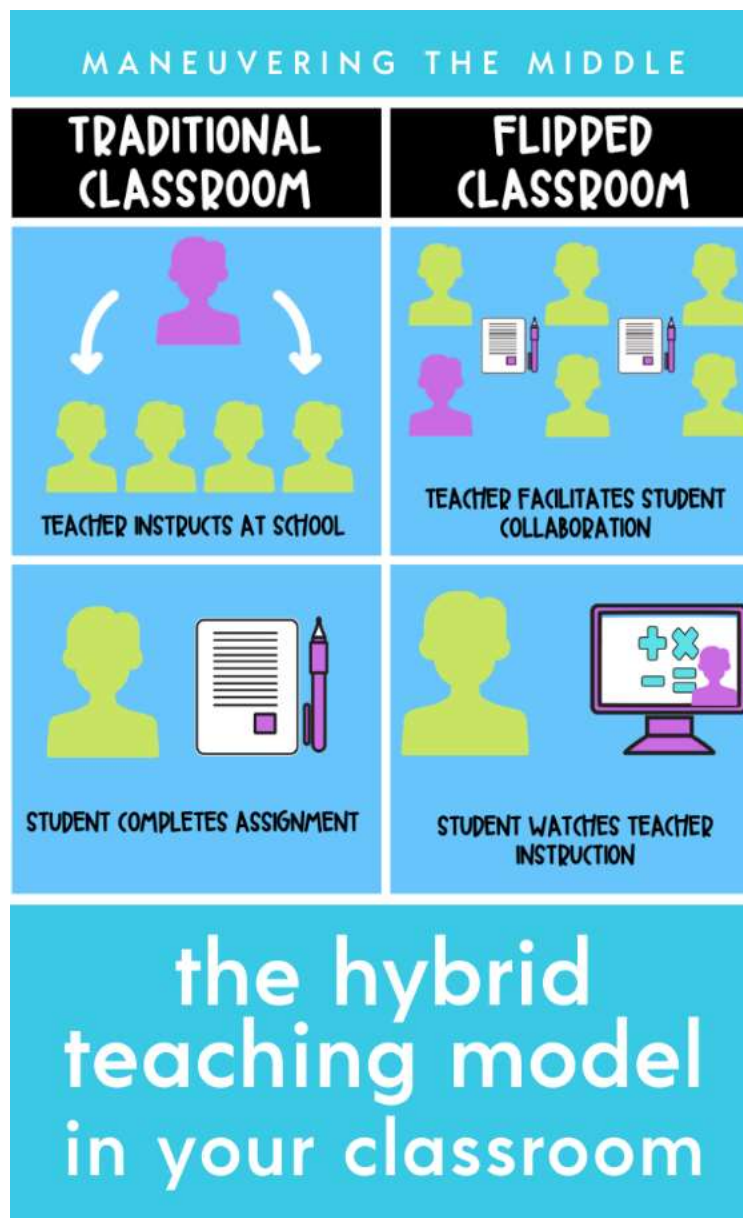 MANEUVERING THE MIDDLE
TRADITIONAL
CLASSROOM
FLIPPED
CLASSROOM
TEACHER INSTRUCTS AT SCHOOL
TEACHER FACILITATES STUDENT
COLLABORATION
STUDENT COMPLETES ASSIGNMENT
STUDENT WATCHES TEACHER
INSTRUCTION
the hybrid
teaching model
in your classroom